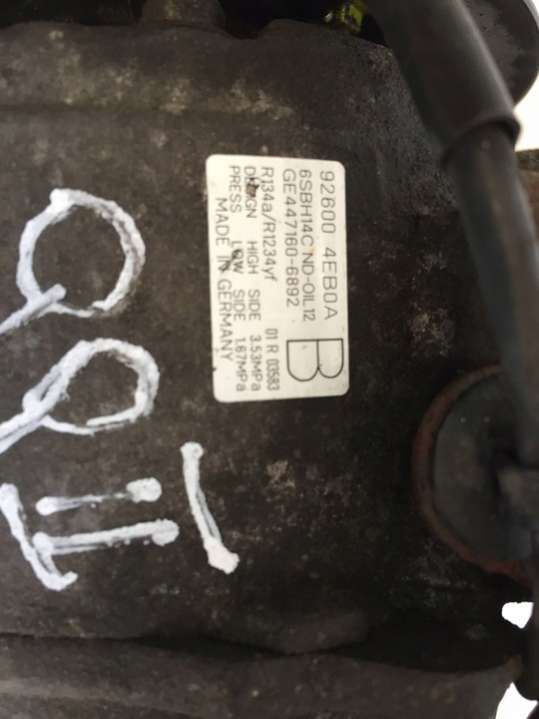 92600 4EB0A
6SBH14C ND-OIL12
GE447160-6892
B
R134a/R1234yf 01 R 03583
DESIGN HIGH SIDE 3.53MPa
PRESS LOW SIDE 1.67MPa
MADE IN GERMANY